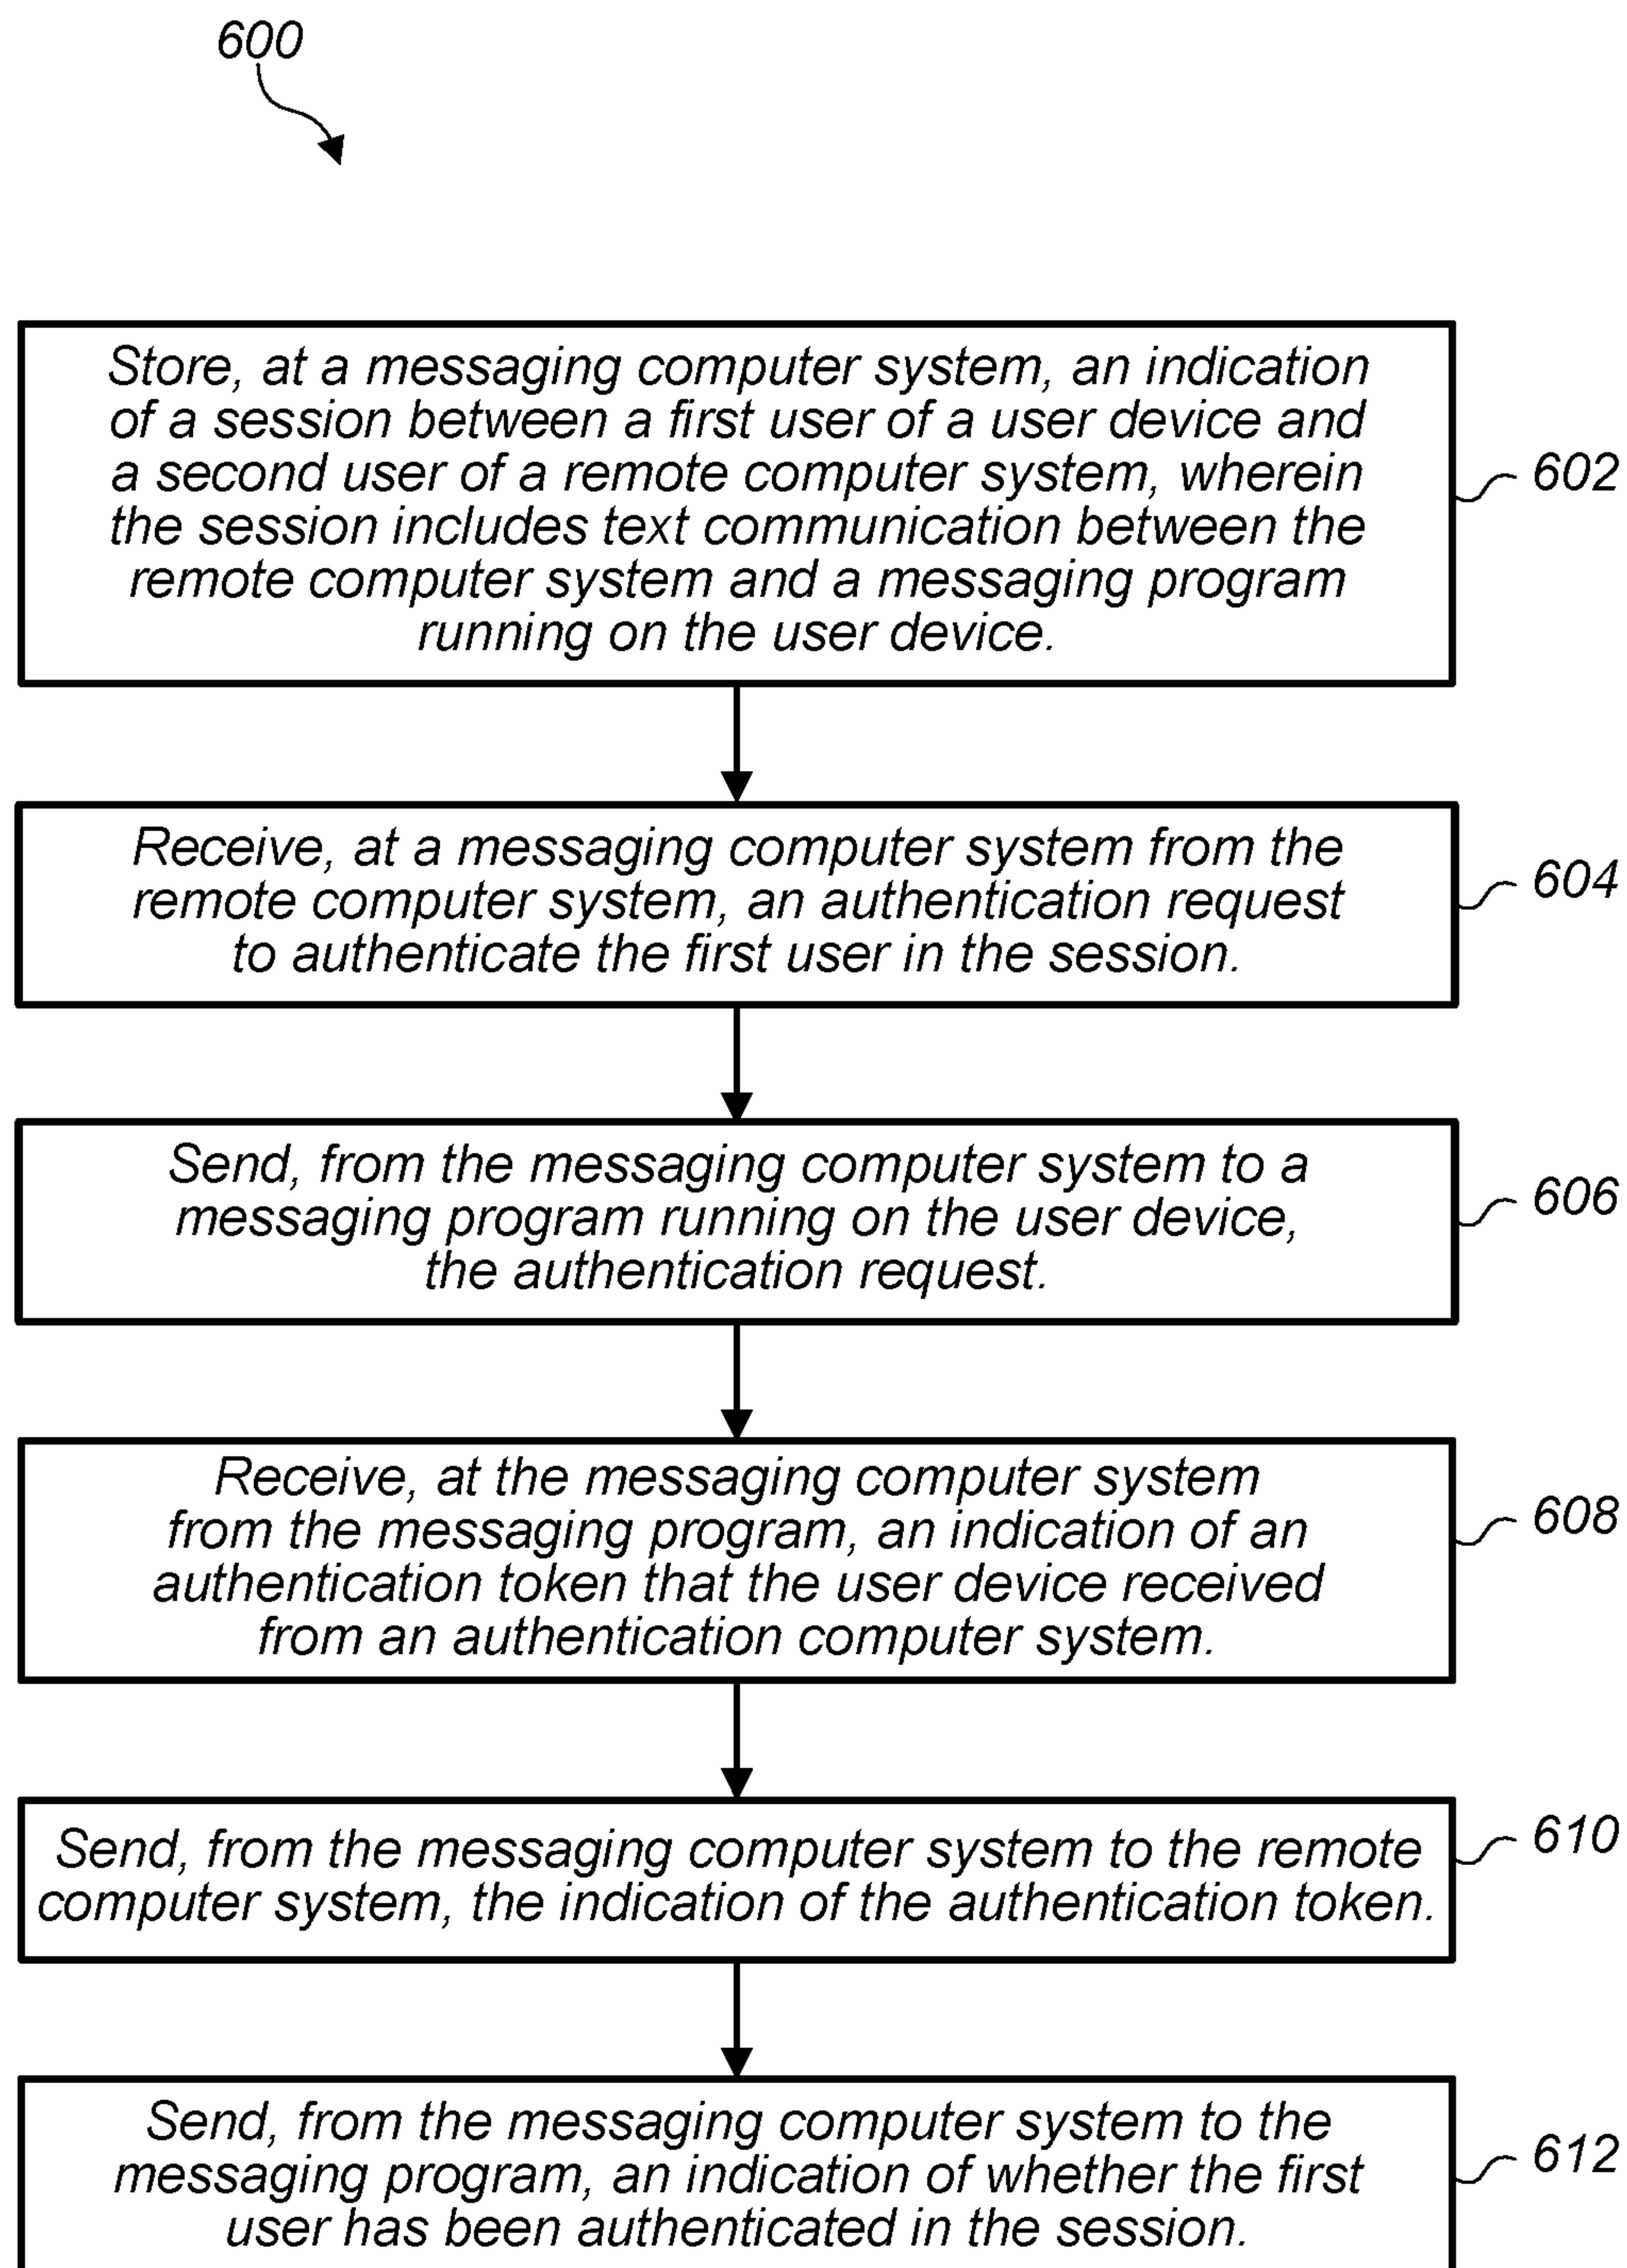 600
Store, at a messaging computer system, an indication
of a session between a first user of a user device and
a second user of a remote computer system, wherein
the session includes text communication between the
remote computer system and a messaging program
running on the user device.
602
Receive, at a messaging computer system from the
remote computer system, an authentication request
to authenticate the first user in the session.
604
Send, from the messaging computer system to a
messaging program running on the user device,
the authentication request.
606
Receive, at the messaging computer system
from the messaging program, an indication of an
authentication token that the user device received
from an authentication computer system.
608
Send, from the messaging computer system to the remote
computer system, the indication of the authentication token.
610
Send, from the messaging computer system to the
messaging program, an indication of whether the first
user has been authenticated in the session.
612